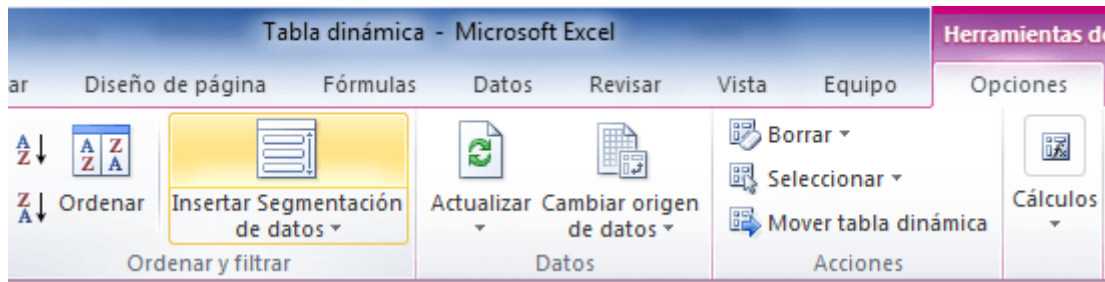 Tabla dinámica - Microsoft Excel
Herramientas de
ar Diseño de página Fórmulas Datos Revisar Vista Equipo Opciones
A Z
Z A
A Z
Z A
Ordenar
Insertar Segmentación
de datos
Actualizar
Cambiar origen
de datos
Borrar
Seleccionar
Mover tabla dinámica
Cálculos
Ordenar y filtrar
Datos
Acciones